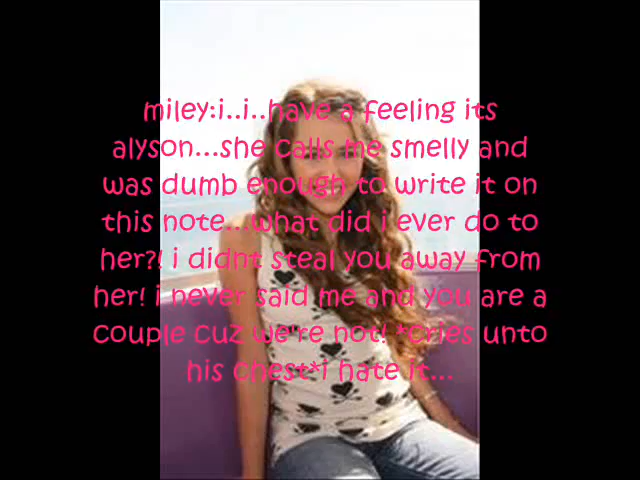 miley:i..i..have a feeling its
alyson...she calls me smelly and
was dumb enough to write it on
this note...what did i ever do to
her?! i didnt steal you away from
her! i never said me and you are a
couple cuz we're not! *cries unto
his chest*i hate it...